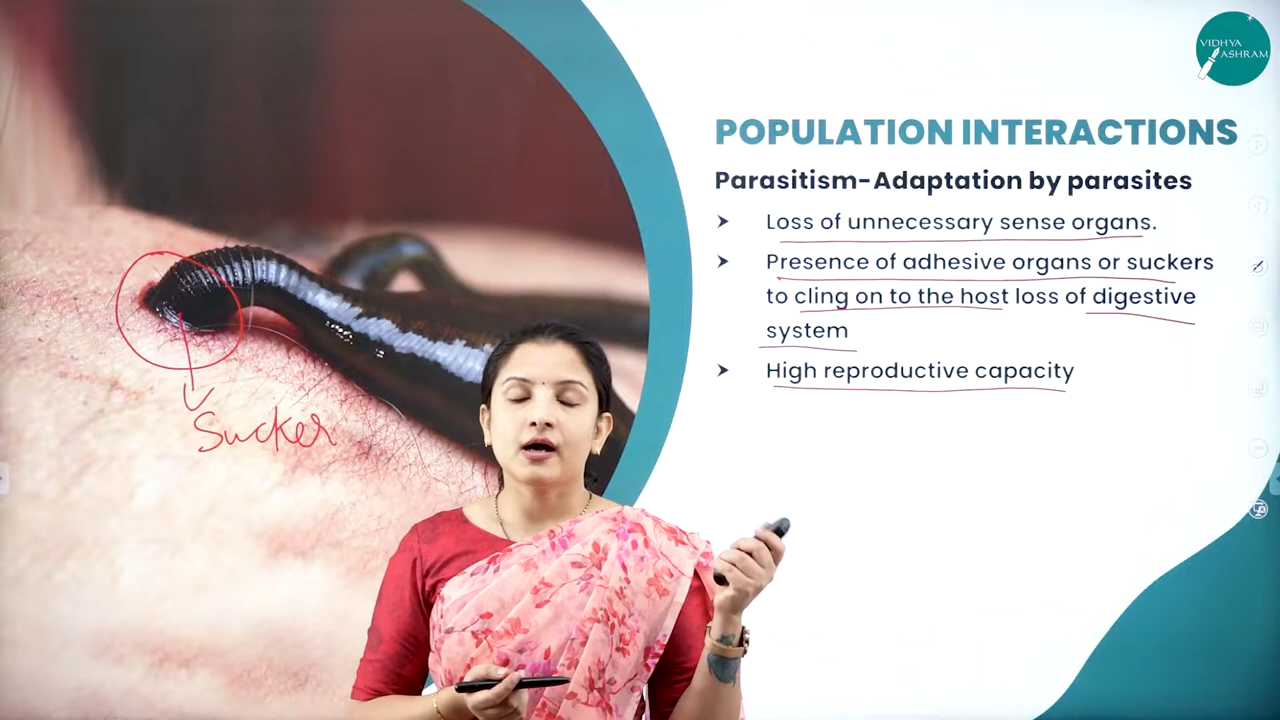 VIDHYA
ASHRAM
POPULATION INTERACTIONS
Parasitism-Adaptation by parasites
Loss of unnecessary sense organs.
Presence of adhesive organs or suckers
to cling on to the host loss of digestive
system
High reproductive capacity
Sucker